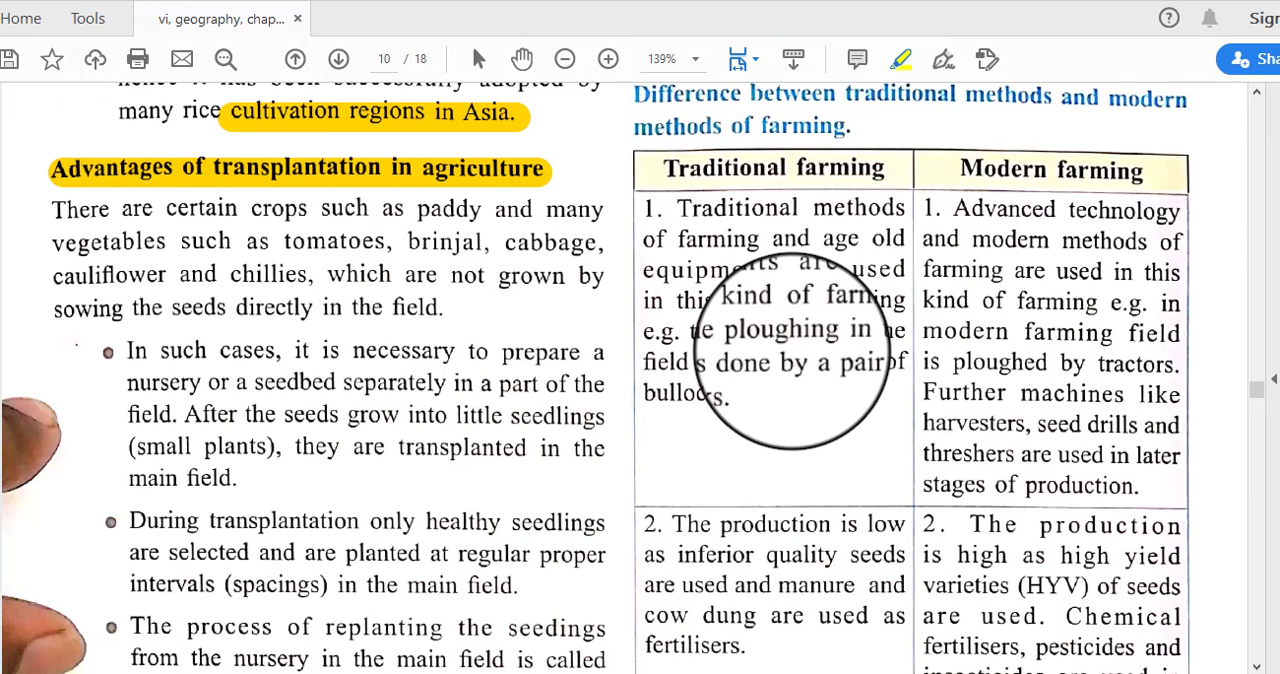 Home Tools vi, geography, chap... × Sign
10 / 18 139%
many rice cultivation regions in Asia.
Advantages of transplantation in agriculture
There are certain crops such as paddy and many
vegetables such as tomatoes, brinjal, cabbage,
cauliflower and chillies, which are not grown by
sowing the seeds directly in the field.
In such cases, it is necessary to prepare a
nursery or a seedbed separately in a part of the
field. After the seeds grow into little seedlings
(small plants), they are transplanted in the
main field.
During transplantation only healthy seedlings
are selected and are planted at regular proper
intervals (spacings) in the main field.
The process of replanting the seedings
from the nursery in the main field is called
Difference between traditional methods and modern
methods of farming.
Traditional farming
1. Traditional methods
of farming and age old
equipments are used
in this kind of farming
e.g. ploughing in
field done by a pair of
bullocks.
2. The production is low
as inferior quality seeds
are used and manure and
cow dung are used as
fertilisers.
Modern farming
1. Advanced technology
and modern methods of
farming are used in this
kind of farming e.g. in
modern farming field
is ploughed by tractors.
Further machines like
harvesters, seed drills and
threshers are used in later
stages of production.
2. The production
is high as high yield
varieties (HYV) of seeds
are used. Chemical
fertilisers, pesticides and